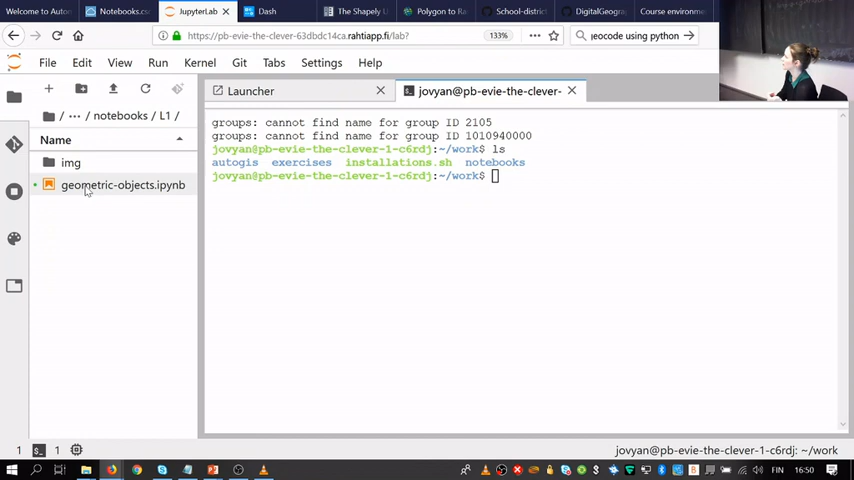 Welcome to Auto
Notebooks.csc
JupyterLab
Dash
The Shapely U
Polygon to Ra
School-district
DigitalGeogra
Course environm
https://pb-evie-the-clever-63dbdc14ca.rahtiapp.fi/lab?
133%
eocode using python
File Edit View Run Kernel Git Tabs Settings Help
Launcher
jovyan@pb-evie-the-clever-
/ ··· / notebooks / L1 /
Name
img
geometric-objects.ipynb
groups: cannot find name for group ID 2105
groups: cannot find name for group ID 1010940000
jovyan@pb-evie-the-clever-1-c6rdj:~/work$ ls
autogis exercises installations.sh notebooks
jovyan@pb-evie-the-clever-1-c6rdj:~/work$
1 $_ 1
jovyan@pb-evie-the-clever-1-c6rdj: ~/work
FIN 16:50